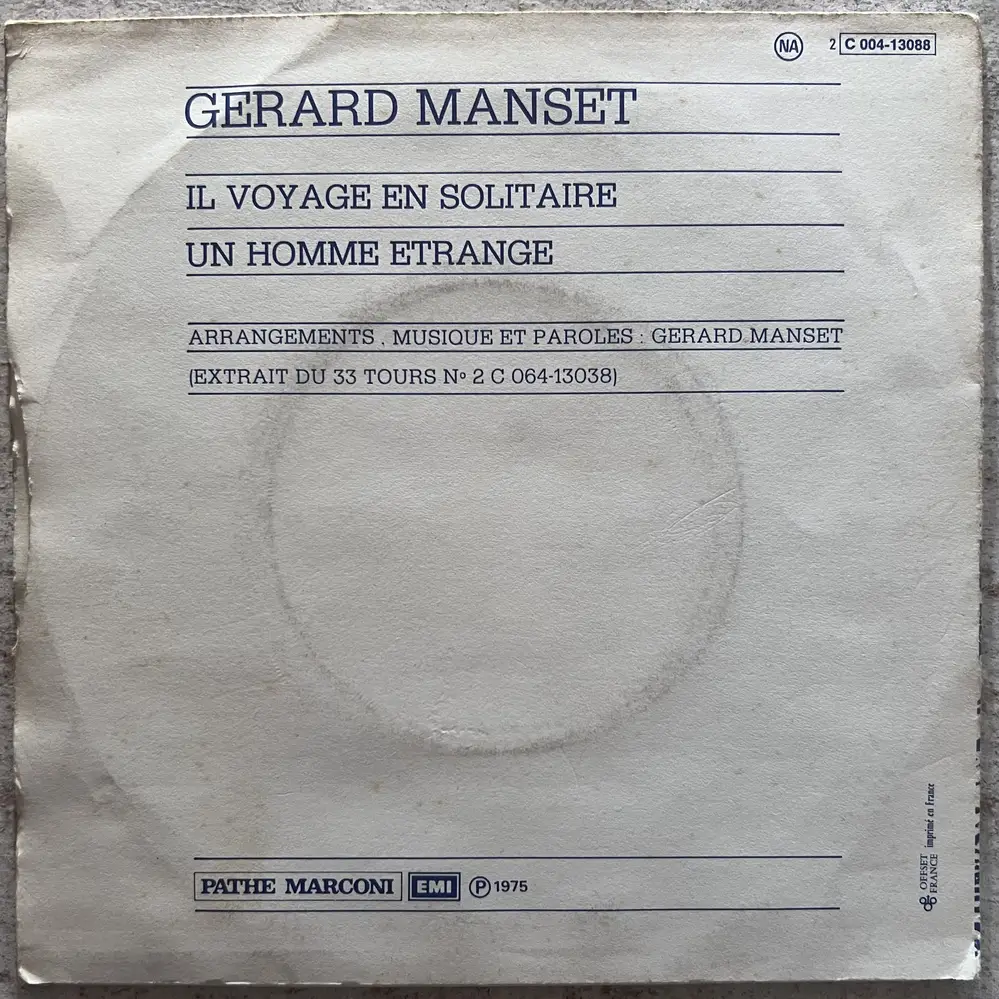 NA 2 C 004-13088
GERARD MANSET
IL VOYAGE EN SOLITAIRE
UN HOMME ETRANGE
ARRANGEMENTS . MUSIQUE ET PAROLES : GERARD MANSET
(EXTRAIT DU 33 TOURS Nº 2 C 064-13038)
PATHE MARCONI EMI Ⓟ 1975
OFFSET
FRANCE imprimé en France